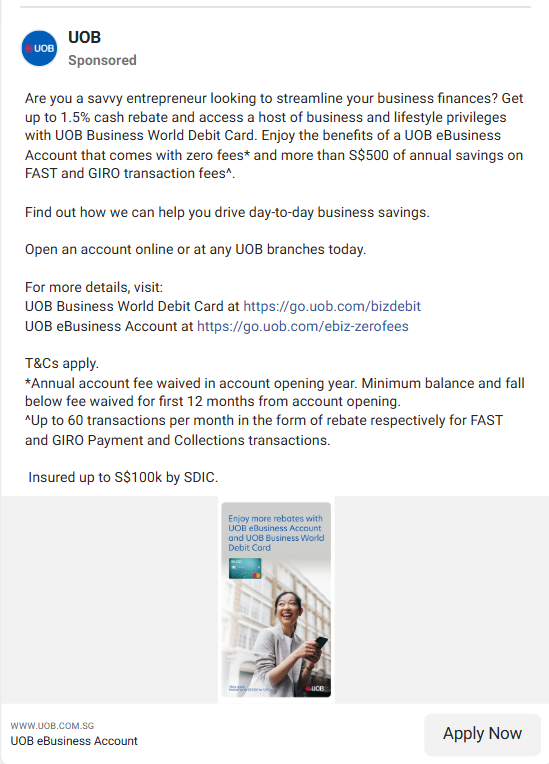 UOB
UOB
Sponsored
Are you a savvy entrepreneur looking to streamline your business finances? Get
up to 1.5% cash rebate and access a host of business and lifestyle privileges
with UOB Business World Debit Card. Enjoy the benefits of a UOB eBusiness
Account that comes with zero fees* and more than S$500 of annual savings on
FAST and GIRO transaction fees^.
Find out how we can help you drive day-to-day business savings.
Open an account online or at any UOB branches today.
For more details, visit:
UOB Business World Debit Card at https://go.uob.com/bizdebit
UOB eBusiness Account at https://go.uob.com/ebiz-zerofees
T&Cs apply.
*Annual account fee waived in account opening year. Minimum balance and fall
below fee waived for first 12 months from account opening.
^Up to 60 transactions per month in the form of rebate respectively for FAST
and GIRO Payment and Collections transactions.
Insured up to S$100k by SDIC.
Enjoy more rebates with
UOB eBusiness Account
and UOB Business World
Debit Card
UOB
WWW.UOB.COM.SG
UOB eBusiness Account
Apply Now